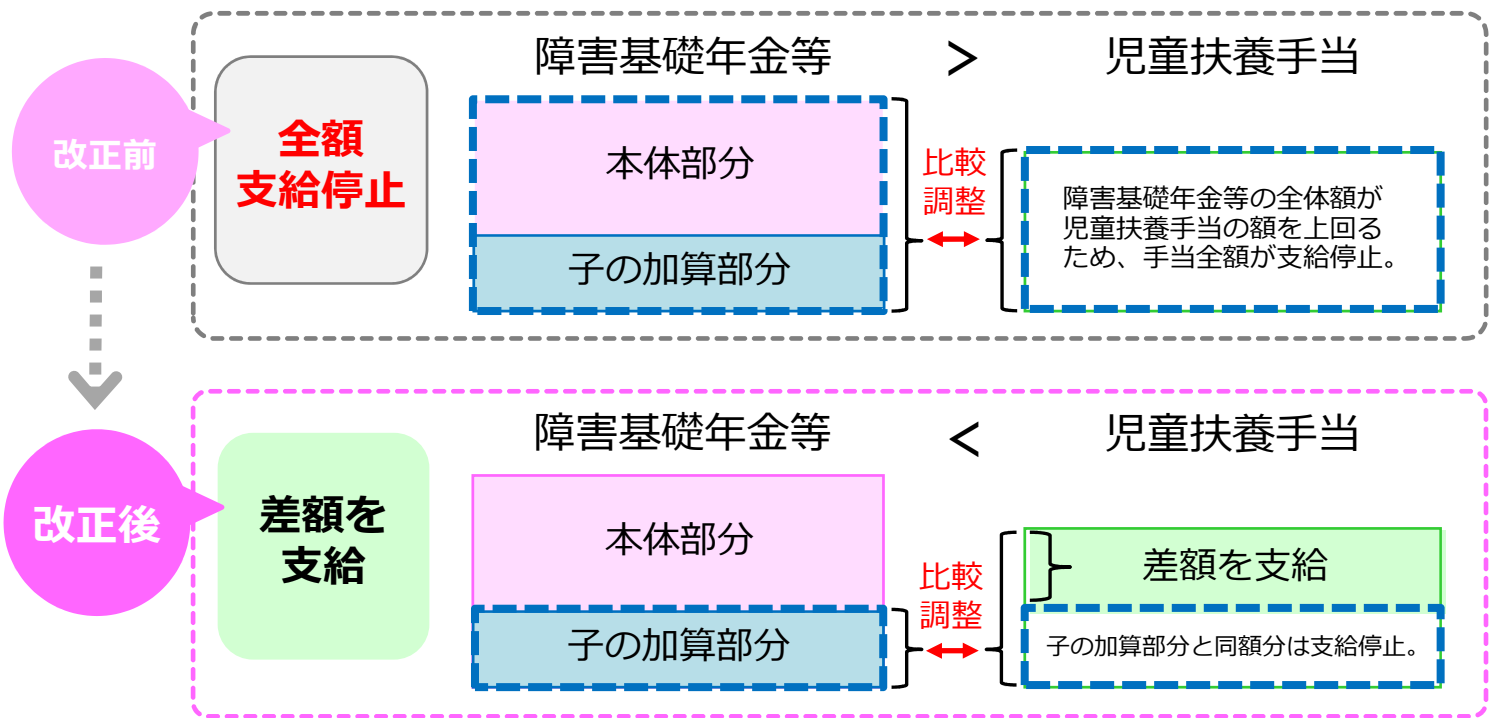 改正前
全額
支給停止
障害基礎年金等 > 児童扶養手当
本体部分
子の加算部分
比較
調整
障害基礎年金等の全体額が
児童扶養手当の額を上回る
ため、手当全額が支給停止。
改正後
差額を
支給
障害基礎年金等 < 児童扶養手当
本体部分
子の加算部分
比較
調整
差額を支給
子の加算部分と同額分は支給停止。